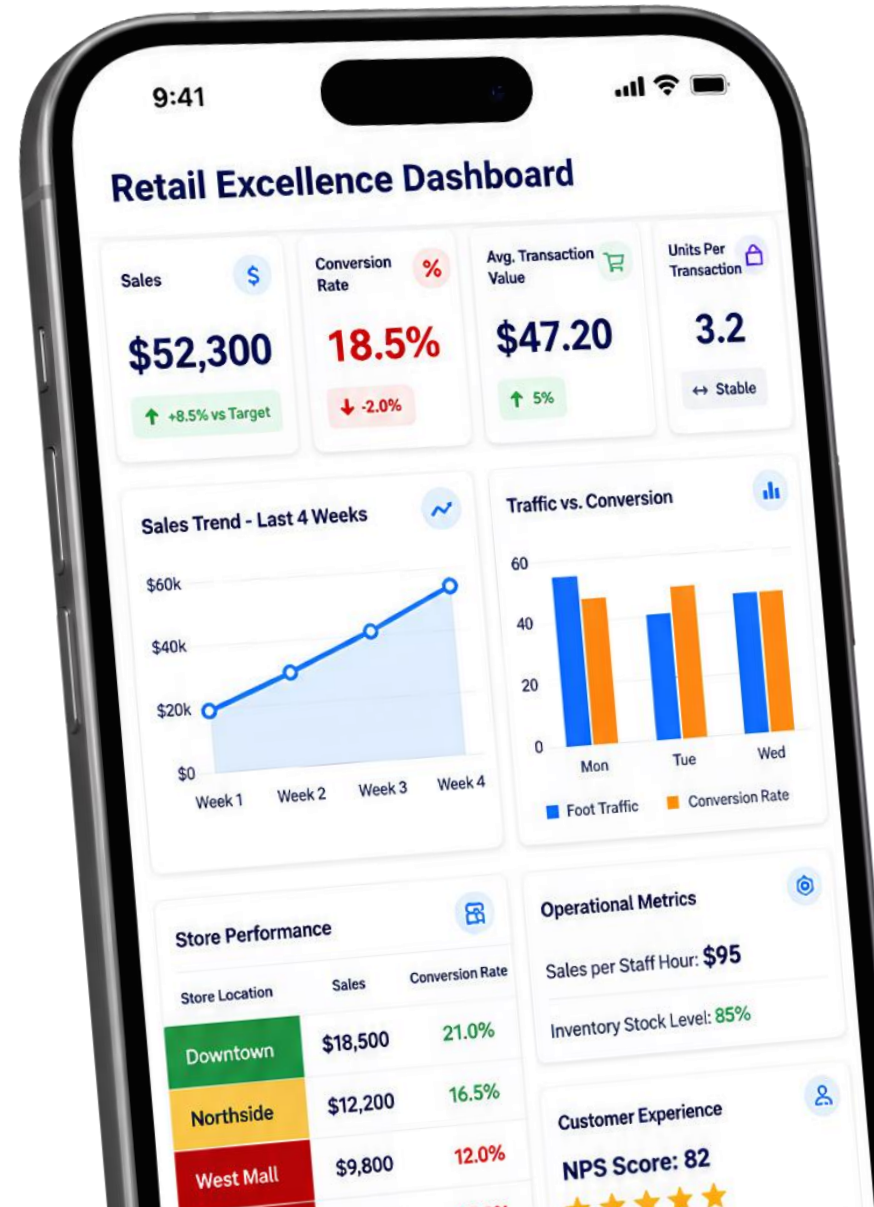 9:41
Retail Excellence Dashboard
Sales
$
$52,300
+8.5% vs Target
Conversion
Rate
%
18.5%
-2.0%
Avg. Transaction
Value
$47.20
5%
Units Per
Transaction
3.2
Stable
Sales Trend - Last 4 Weeks
$60k
$40k
$20k
$0
Week 1
Week 2
Week 3
Week 4
Traffic vs. Conversion
60
40
20
0
Mon
Tue
Wed
Foot Traffic
Conversion Rate
Store Performance
Store Location
Sales
Conversion Rate
Downtown
$18,500
21.0%
Northside
$12,200
16.5%
West Mall
$9,800
12.0%
Operational Metrics
Sales per Staff Hour: $95
Inventory Stock Level: 85%
Customer Experience
NPS Score: 82